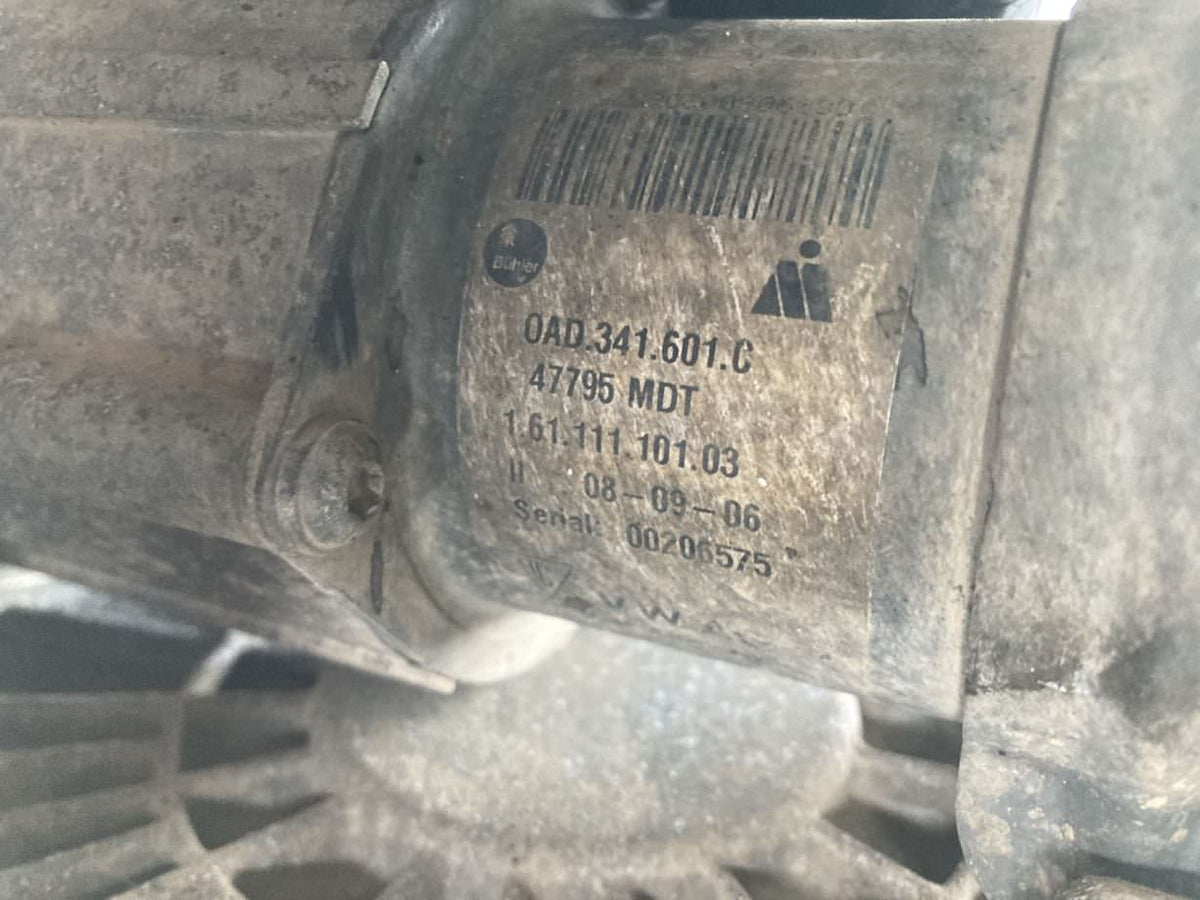 Bühler
0AD.341.601.C
47795 MDT
1.61.111.101.03
II 08-09-06
Serial: 00206575